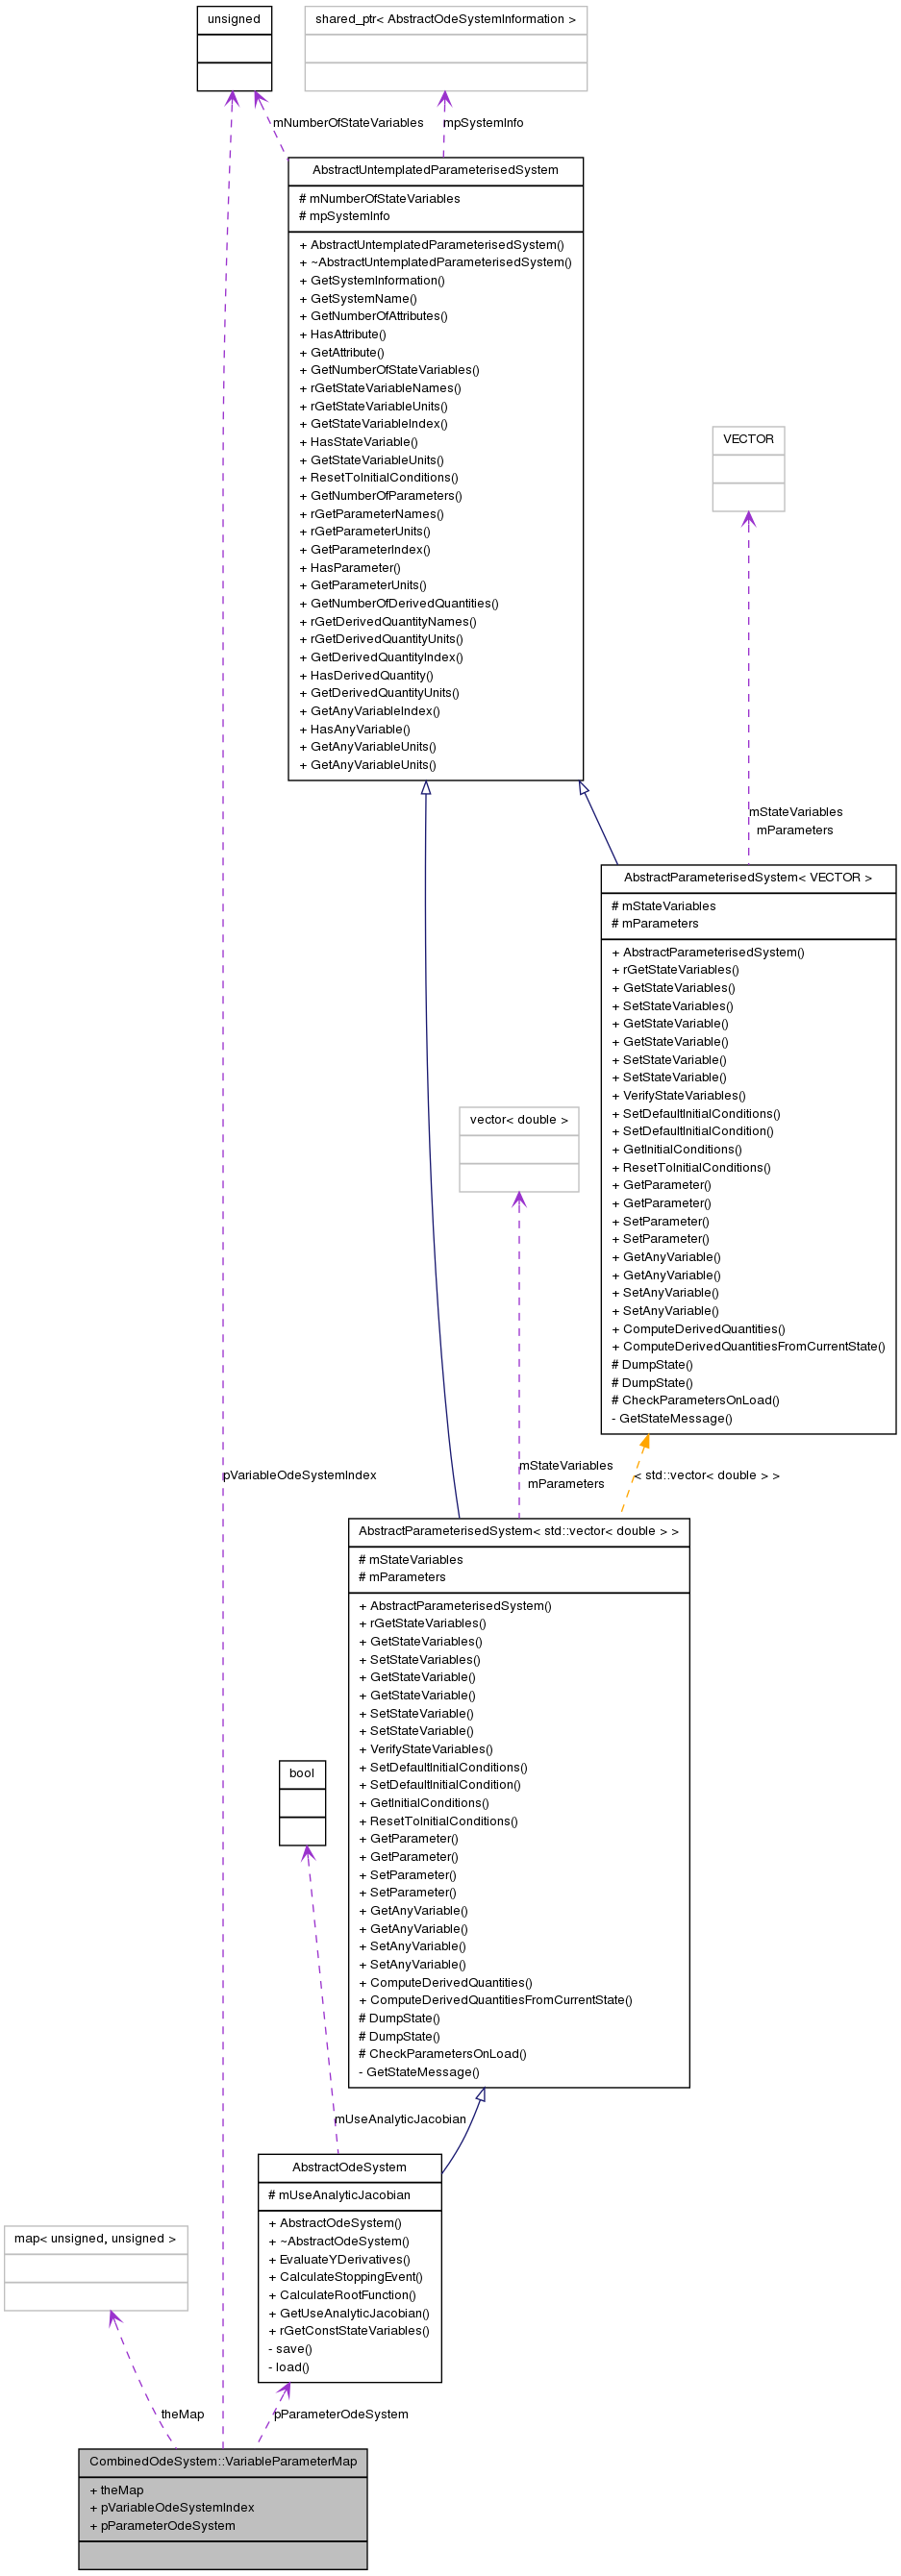 unsigned
shared_ptr< AbstractOdeSystemInformation >
mNumberOfStateVariables
mpSystemInfo
AbstractUntemplatedParameterisedSystem
# mNumberOfStateVariables
# mpSystemInfo
+ AbstractUntemplatedParameterisedSystem()
+ ~AbstractUntemplatedParameterisedSystem()
+ GetSystemInformation()
+ GetSystemName()
+ GetNumberOfAttributes()
+ HasAttribute()
+ GetAttribute()
+ GetNumberOfStateVariables()
+ rGetStateVariableNames()
+ rGetStateVariableUnits()
+ GetStateVariableIndex()
+ HasStateVariable()
+ GetStateVariableUnits()
+ ResetToInitialConditions()
+ GetNumberOfParameters()
+ rGetParameterNames()
+ rGetParameterUnits()
+ GetParameterIndex()
+ HasParameter()
+ GetParameterUnits()
+ GetNumberOfDerivedQuantities()
+ rGetDerivedQuantityNames()
+ rGetDerivedQuantityUnits()
+ GetDerivedQuantityIndex()
+ HasDerivedQuantity()
+ GetDerivedQuantityUnits()
+ GetAnyVariableIndex()
+ HasAnyVariable()
+ GetAnyVariableUnits()
+ GetAnyVariableUnits()
VECTOR
mStateVariables
mParameters
AbstractParameterisedSystem< VECTOR >
# mStateVariables
# mParameters
+ AbstractParameterisedSystem()
+ rGetStateVariables()
+ GetStateVariables()
+ SetStateVariables()
+ GetStateVariable()
+ GetStateVariable()
+ SetStateVariable()
+ SetStateVariable()
+ VerifyStateVariables()
+ SetDefaultInitialConditions()
+ SetDefaultInitialCondition()
+ GetInitialConditions()
+ ResetToInitialConditions()
+ GetParameter()
+ GetParameter()
+ SetParameter()
+ SetParameter()
+ GetAnyVariable()
+ GetAnyVariable()
+ SetAnyVariable()
+ SetAnyVariable()
+ ComputeDerivedQuantities()
+ ComputeDerivedQuantitiesFromCurrentState()
# DumpState()
# DumpState()
# CheckParametersOnLoad()
- GetStateMessage()
vector< double >
mStateVariables
mParameters
< std::vector< double > >
pVariableOdeSystemIndex
AbstractParameterisedSystem< std::vector< double > >
# mStateVariables
# mParameters
+ AbstractParameterisedSystem()
+ rGetStateVariables()
+ GetStateVariables()
+ SetStateVariables()
+ GetStateVariable()
+ GetStateVariable()
+ SetStateVariable()
+ SetStateVariable()
+ VerifyStateVariables()
+ SetDefaultInitialConditions()
+ SetDefaultInitialCondition()
+ GetInitialConditions()
+ ResetToInitialConditions()
+ GetParameter()
+ GetParameter()
+ SetParameter()
+ SetParameter()
+ GetAnyVariable()
+ GetAnyVariable()
+ SetAnyVariable()
+ SetAnyVariable()
+ ComputeDerivedQuantities()
+ ComputeDerivedQuantitiesFromCurrentState()
# DumpState()
# DumpState()
# CheckParametersOnLoad()
- GetStateMessage()
bool
mUseAnalyticJacobian
AbstractOdeSystem
# mUseAnalyticJacobian
+ AbstractOdeSystem()
+ ~AbstractOdeSystem()
+ EvaluateYDerivatives()
+ CalculateStoppingEvent()
+ CalculateRootFunction()
+ GetUseAnalyticJacobian()
+ rGetConstStateVariables()
- save()
- load()
map< unsigned, unsigned >
theMap
pParameterOdeSystem
CombinedOdeSystem::VariableParameterMap
+ theMap
+ pVariableOdeSystemIndex
+ pParameterOdeSystem